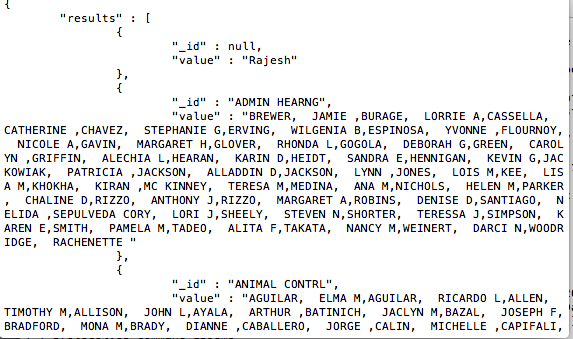 {
"results" : [
{
"_id" : null,
"value" : "Rajesh"
},
{
"_id" : "ADMIN HEARNG",
"value" : "BREWER,  JAMIE ,BURAGE,  LORRIE A,CASSELLA,
CATHERINE ,CHAVEZ,  STEPHANIE G,ERVING,  WILGENIA B,ESPINOSA,  YVONNE ,FLOURNOY,
NICOLE A,GAVIN,  MARGARET H,GLOVER,  RHONDA L,GOGOLA,  DEBORAH G,GREEN,  CAROL
YN ,GRIFFIN,  ALECHIA L,HEARAN,  KARIN D,HEIDT,  SANDRA E,HENNIGAN,  KEVIN G,JAC
KOWIAK,  PATRICIA ,JACKSON,  ALLADDIN D,JACKSON,  LYNN ,JONES,  LOIS M,KEE,  LIS
A M,KHOKHA,  KIRAN ,MC KINNEY,  TERESA M,MEDINA,  ANA M,NICHOLS,  HELEN M,PARKER
,  CHALINE D,RIZZO,  ANTHONY J,RIZZO,  MARGARET A,ROBINS,  DENISE D,SANTIAGO,  N
ELIDA ,SEPULVEDA CORY,  LORI J,SHEELY,  STEVEN N,SHORTER,  TERESSA J,SIMPSON,  K
AREN E,SMITH,  PAMELA M,TADEO,  ALITA F,TAKATA,  NANCY M,WEINERT,  DARCI N,WOODR
IDGE,  RACHENETTE "
},
{
"_id" : "ANIMAL CONTRL",
"value" : "AGUILAR,  ELMA M,AGUILAR,  RICARDO L,ALLEN,
TIMOTHY M,ALLISON,  JOHN L,AYALA,  ARTHUR ,BATINICH,  JACLYN M,BAZAL,  JOSEPH F,
BRADFORD,  MONA M,BRADY,  DIANNE ,CABALLERO,  JORGE ,CALIN,  MICHELLE ,CAPIFALI,